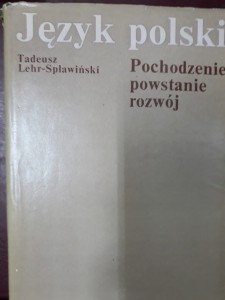 Język polski
Tadeusz
Lehr-Spławiński
Pochodzenie
powstanie
rozwój